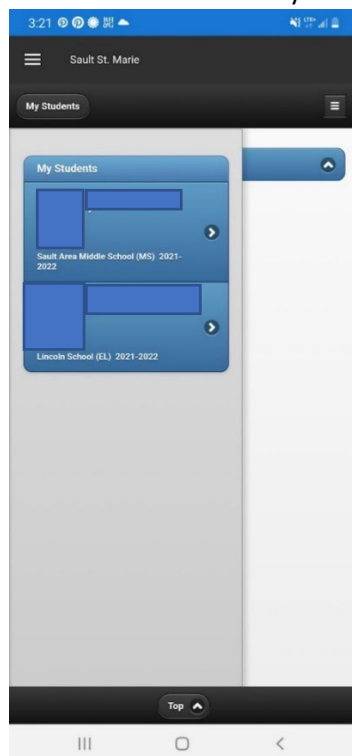 3:21
Sault St. Marie
My Students
My Students
Sault Area Middle School (MS) 2021-
2022
Lincoln School (EL) 2021-2022
Top